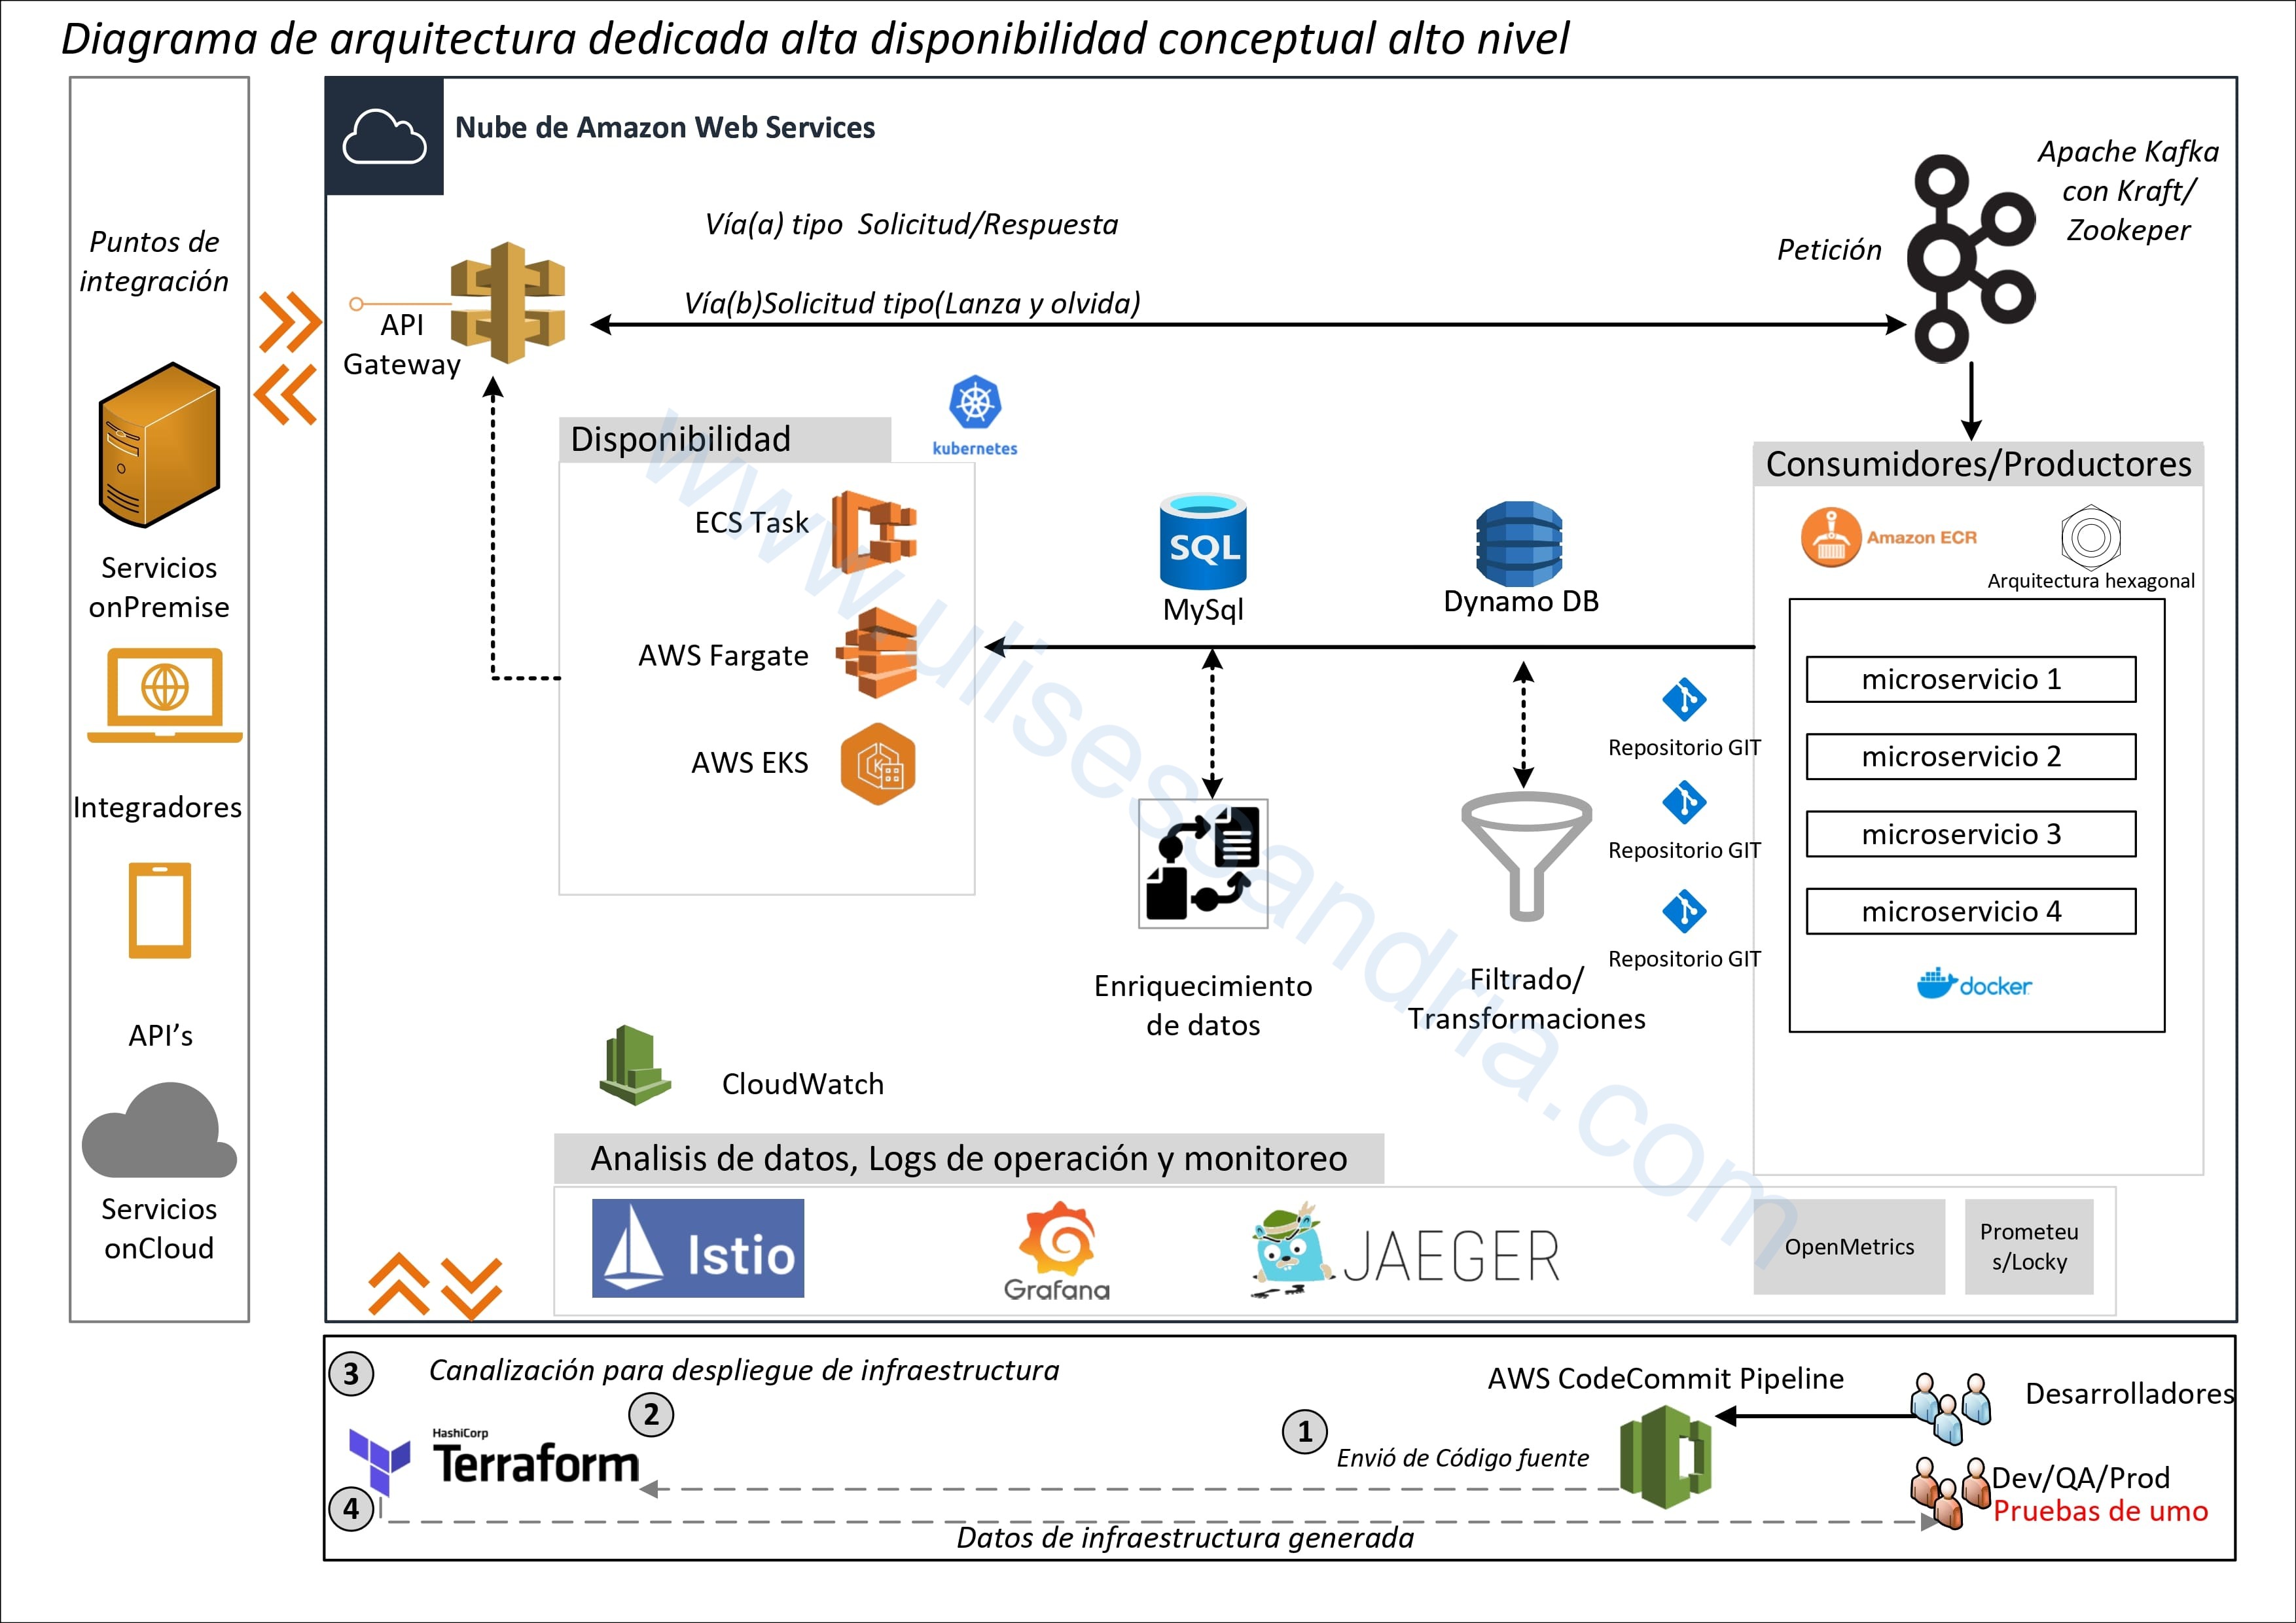 Diagrama de arquitectura dedicada alta disponibilidad conceptual alto nivel
Puntos de
integración
Servicios
onPremise
Integradores
API's
Servicios
onCloud
Nube de Amazon Web Services
Vía(a) tipo  Solicitud/Respuesta
Vía(b)Solicitud tipo(Lanza y olvida)
API
Gateway
Petición
Apache Kafka
con Kraft/
Zookeper
Disponibilidad
kubernetes
ECS Task
AWS Fargate
AWS EKS
SQL
MySql
Dynamo DB
Enriquecimiento
de datos
Filtrado/
Transformaciones
Repositorio GIT
Repositorio GIT
Repositorio GIT
Consumidores/Productores
Amazon ECR
Arquitectura hexagonal
microservicio 1
microservicio 2
microservicio 3
microservicio 4
docker
CloudWatch
www.ulisessandria.com
Analisis de datos, Logs de operación y monitoreo
Istio
Grafana
JAEGER
OpenMetrics
Prometeu
s/Locky
3
Canalización para despliegue de infraestructura
2
HashiCorp
Terraform
4
1
Envió de Código fuente
AWS CodeCommit Pipeline
Desarrolladores
Dev/QA/Prod
Pruebas de umo
Datos de infraestructura generada